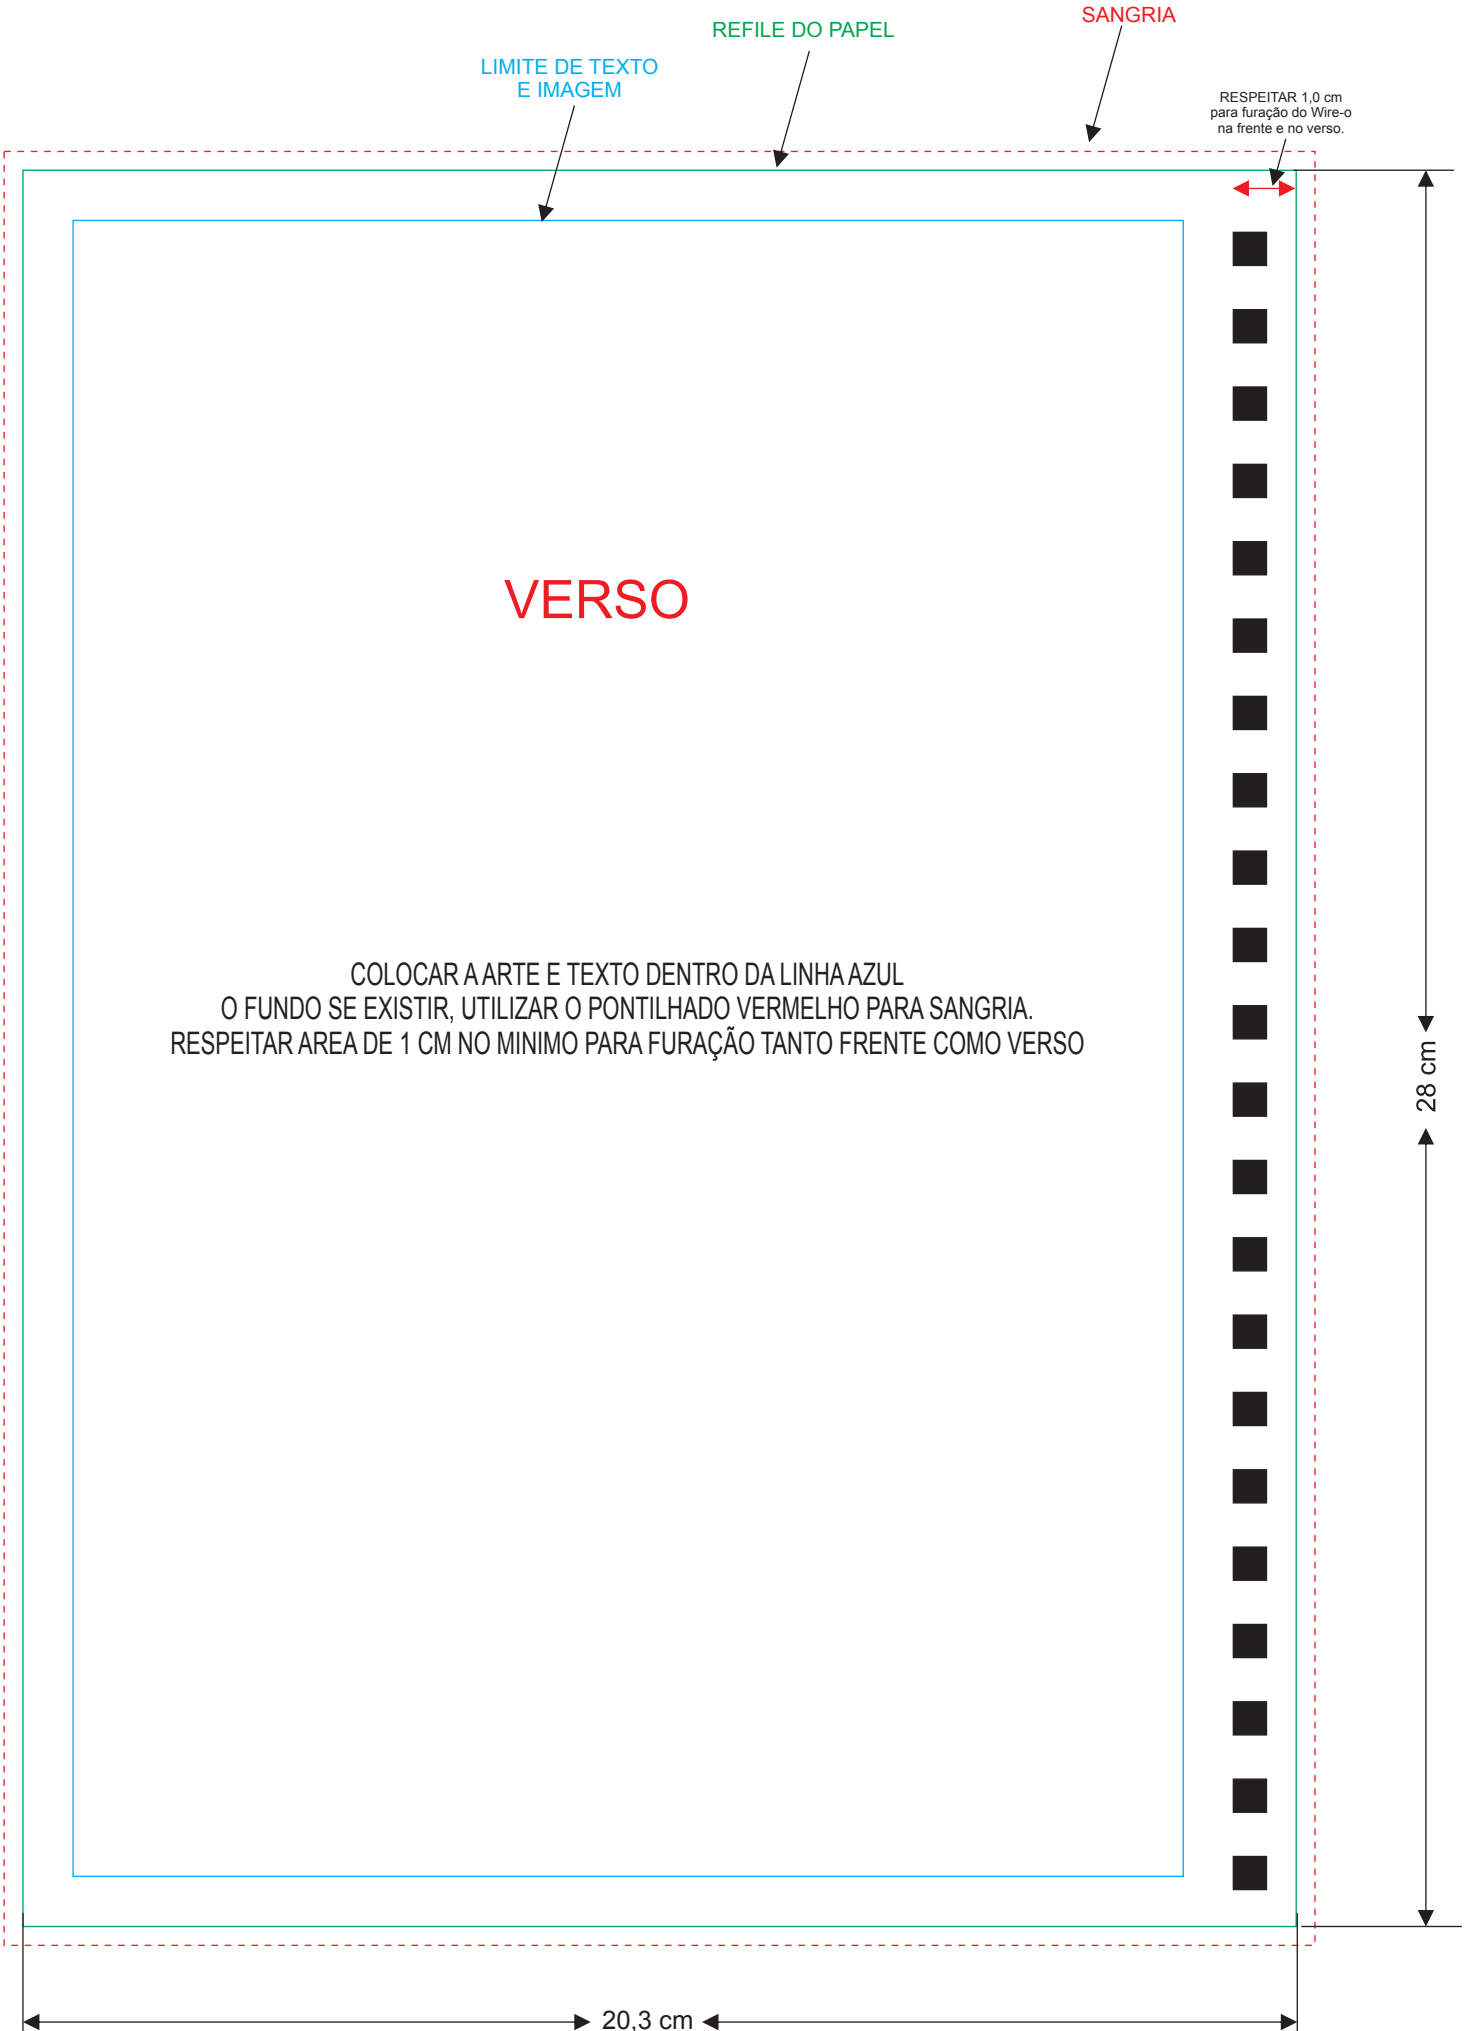 SANGRIA
REFILE DO PAPEL
LIMITE DE TEXTO
E IMAGEM
RESPEITAR 1,0 cm
para furação do Wire-o
na frente e no verso.
VERSO
COLOCAR A ARTE E TEXTO DENTRO DA LINHA AZUL
O FUNDO SE EXISTIR, UTILIZAR O PONTILHADO VERMELHO PARA SANGRIA.
RESPEITAR AREA DE 1 CM NO MINIMO PARA FURAÇÃO TANTO FRENTE COMO VERSO
28 cm
20,3 cm